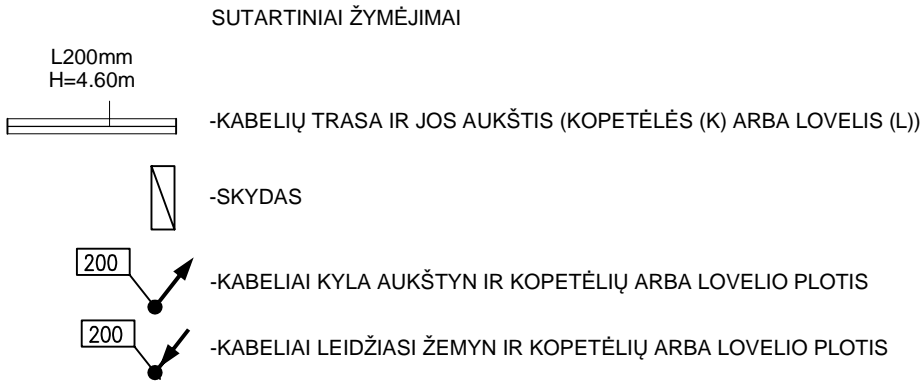 SUTARTINIAI ŽYMĖJIMAI
L200mm
H=4.60m
-KABELIŲ TRASA IR JOS AUKŠTIS (KOPETĖLĖS (K) ARBA LOVELIS (L))
-SKYDAS
200
-KABELIAI KYLA AUKŠTYN IR KOPETĖLIŲ ARBA LOVELIO PLOTIS
200
-KABELIAI LEIDŽIASI ŽEMYN IR KOPETĖLIŲ ARBA LOVELIO PLOTIS